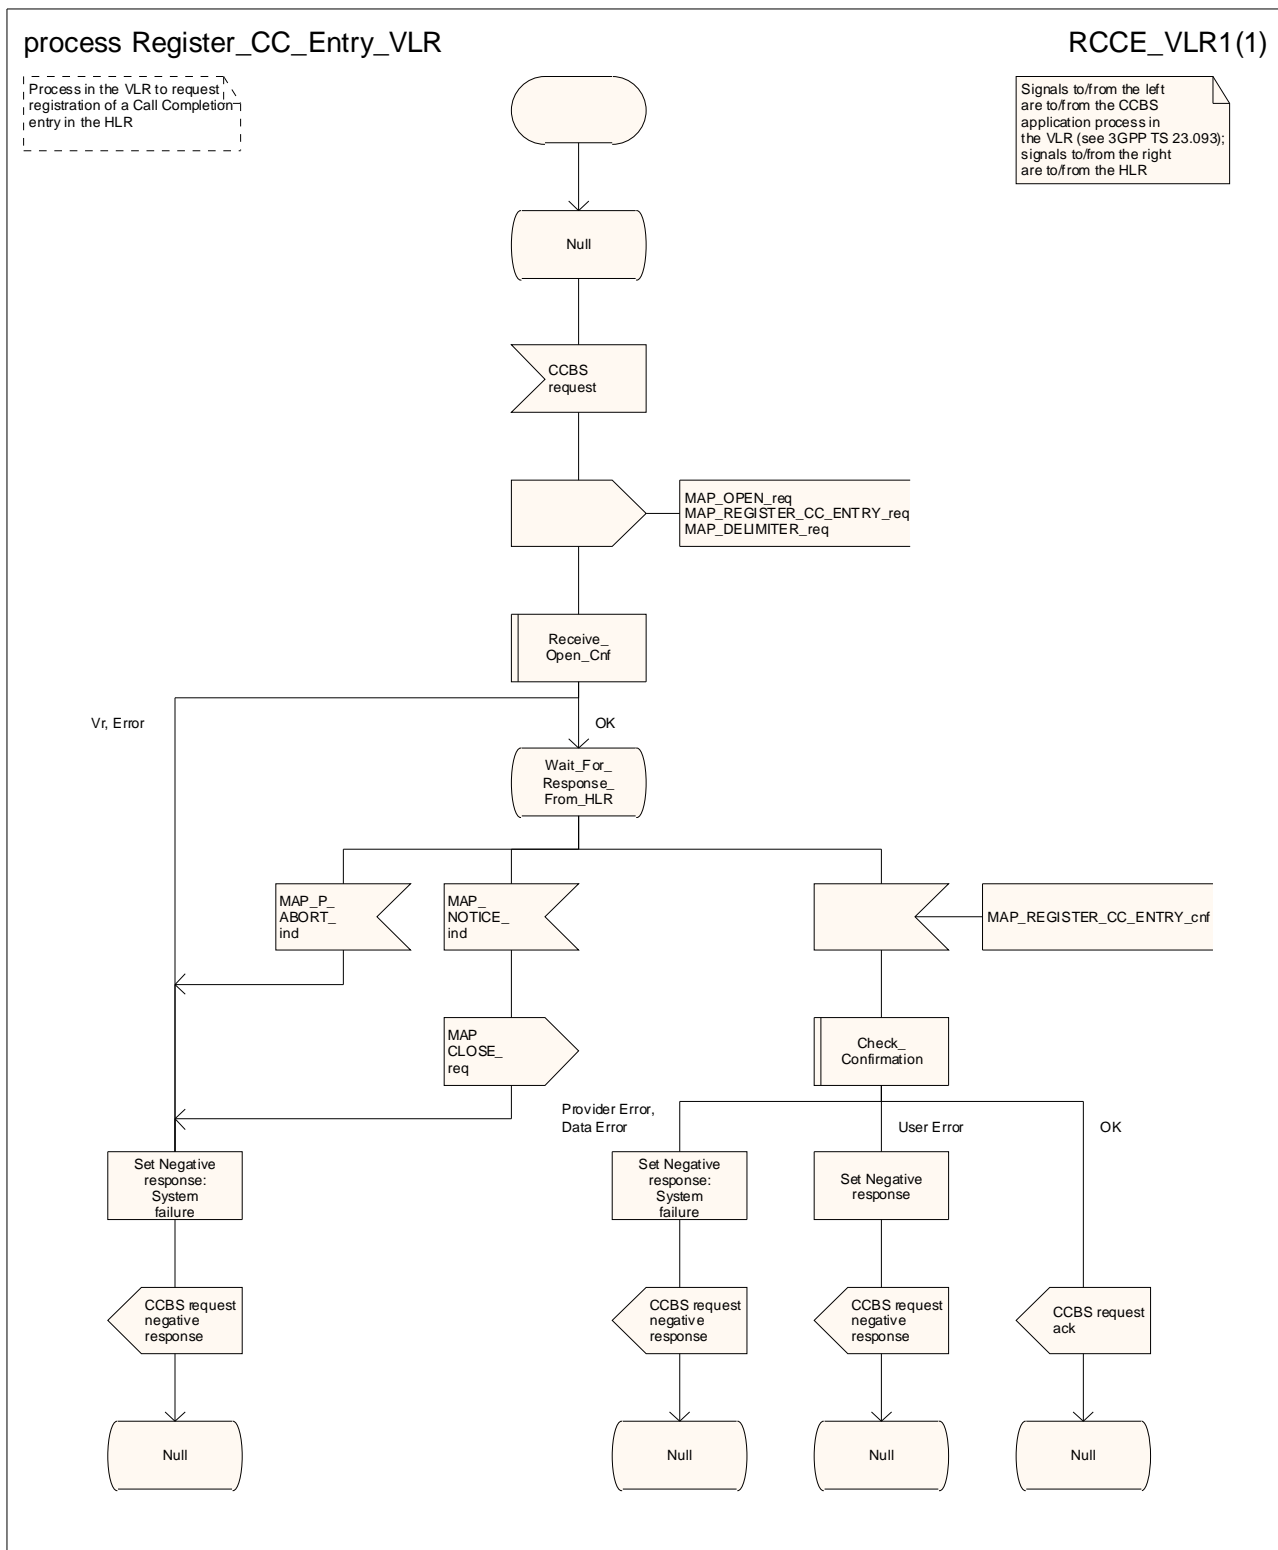 process Register_CC_Entry_VLR
RCCE_VLR1(1)
Process in the VLR to request
registration of a Call Completion
entry in the HLR
Signals to/from the left
are to/from the CCBS
application process in
the VLR (see 3GPP TS 23.093);
signals to/from the right
are to/from the HLR
Null
CCBS
request
MAP_OPEN_req
MAP_REGISTER_CC_ENTRY_req
MAP_DELIMITER_req
Receive_
Open_Cnf
Vr, Error
OK
Wait_For_
Response_
From_HLR
MAP_P_
ABORT_
ind
MAP_
NOTICE_
ind
MAP_REGISTER_CC_ENTRY_cnf
MAP
CLOSE_
req
Check_
Confirmation
Provider Error,
Data Error
User Error
OK
Set Negative
response:
System
failure
Set Negative
response:
System
failure
Set Negative
response
CCBS request
negative
response
CCBS request
negative
response
CCBS request
negative
response
CCBS request
ack
Null
Null
Null
Null